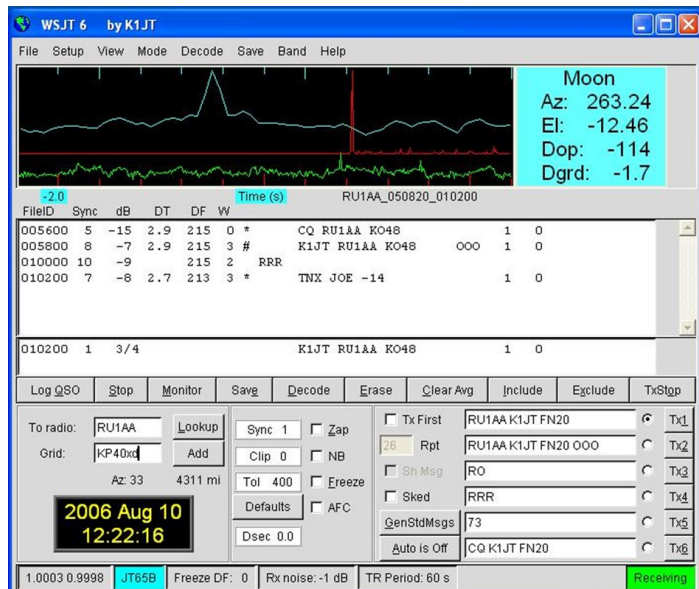 WSJT 6 by K1JT
File Setup View Mode Decode Save Band Help
Moon
Az: 263.24
El: -12.46
Dop: -114
Dgrd: -1.7
-2.0 Time (s) RU1AA_050820_010200
FileID Sync dB DT DF W
005600 5 -15 2.9 215 0 * CQ RU1AA KO48 1 0
005800 8 -7 2.9 215 3 # K1JT RU1AA KO48 OOO 1 0
010000 10 -9 215 2 RRR
010200 7 -8 2.7 213 3 * TNX JOE -14 1 0
010200 1 3/4 K1JT RU1AA KO48 1 0
Log QSO Stop Monitor Save Decode Erase Clear Avg Include Exclude TxStop
To radio: RU1AA Lookup
Grid: KP40xd Add
Az: 33 4311 mi
2006 Aug 10
12:22:16
Sync 1 Zap
Clip 0 NB
Tol 400 Freeze
Defaults AFC
Dsec 0.0
Tx First RU1AA K1JT FN20 Tx1
26 Rpt RU1AA K1JT FN20 OOO Tx2
Sh Msg RO Tx3
Sked RRR Tx4
GenStdMsgs 73 Tx5
Auto is Off CQ K1JT FN20 Tx6
1.0003 0.9998 JT65B Freeze DF: 0 Rx noise: -1 dB TR Period: 60 s Receiving